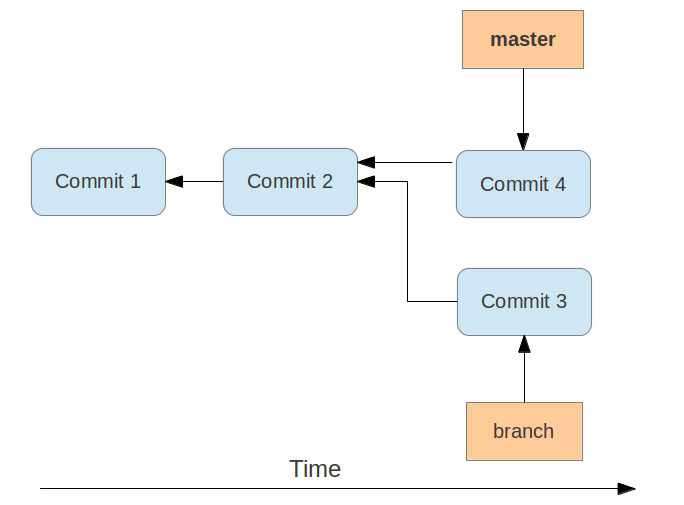 master
Commit 1
Commit 2
Commit 4
Commit 3
branch
Time